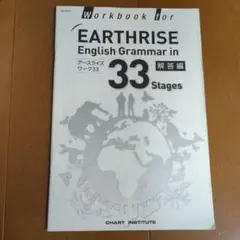 Workbook for
EARTHRISE
English Grammar in
アースライズ
ワーク33
33
解答編
Stages
CHART INSTITUTE